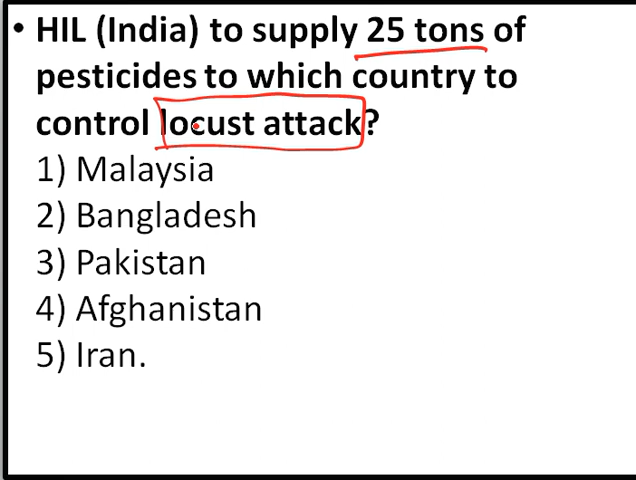 • HIL (India) to supply 25 tons of
pesticides to which country to
control locust attack?
1) Malaysia
2) Bangladesh
3) Pakistan
4) Afghanistan
5) Iran.